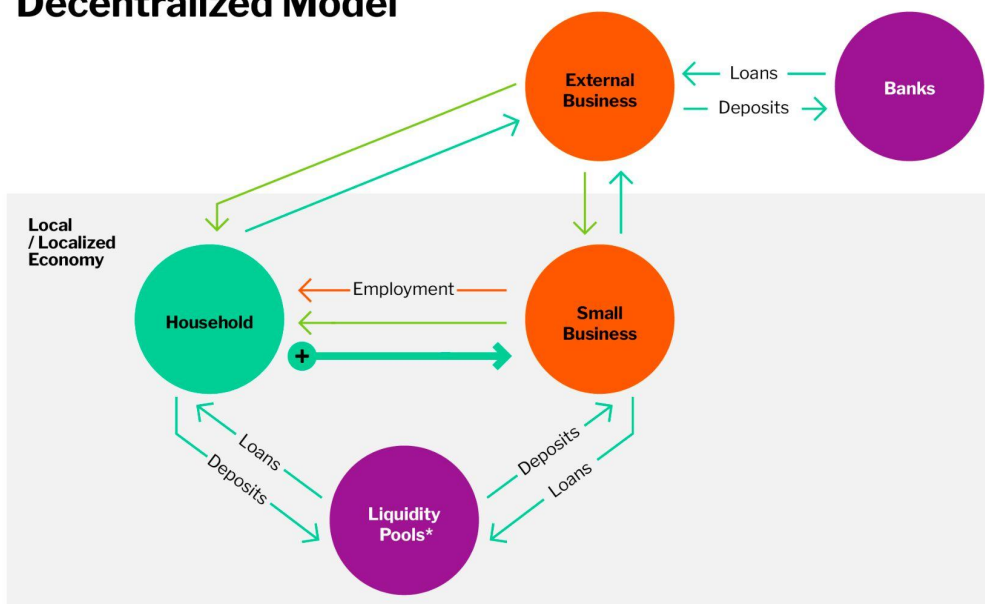 Decentralized Model
External
Business
Loans
Deposits
Banks
Local
/ Localized
Economy
Household
Employment
Small
Business
+
Loans
Deposits
Deposits
Loans
Liquidity
Pools*